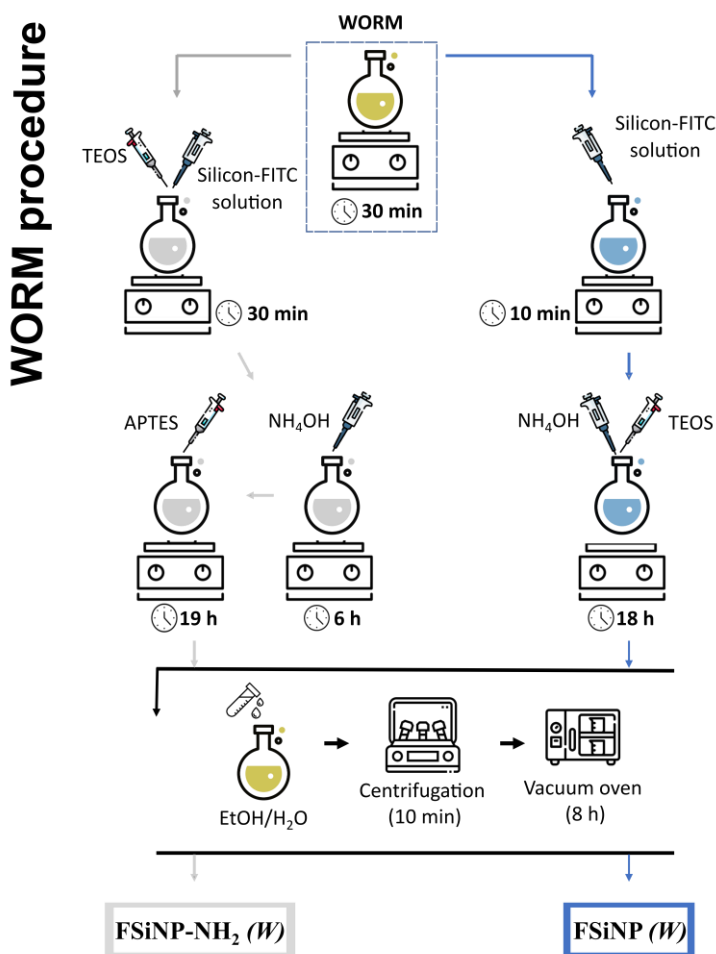 WORM procedure
WORM
30 min
TEOS
Silicon-FITC
solution
30 min
Silicon-FITC
solution
10 min
APTES
NH₄OH
19 h
6 h
NH₄OH
TEOS
18 h
EtOH/H₂O
Centrifugation
(10 min)
Vacuum oven
(8 h)
FSiNP-NH₂ (W)
FSiNP (W)